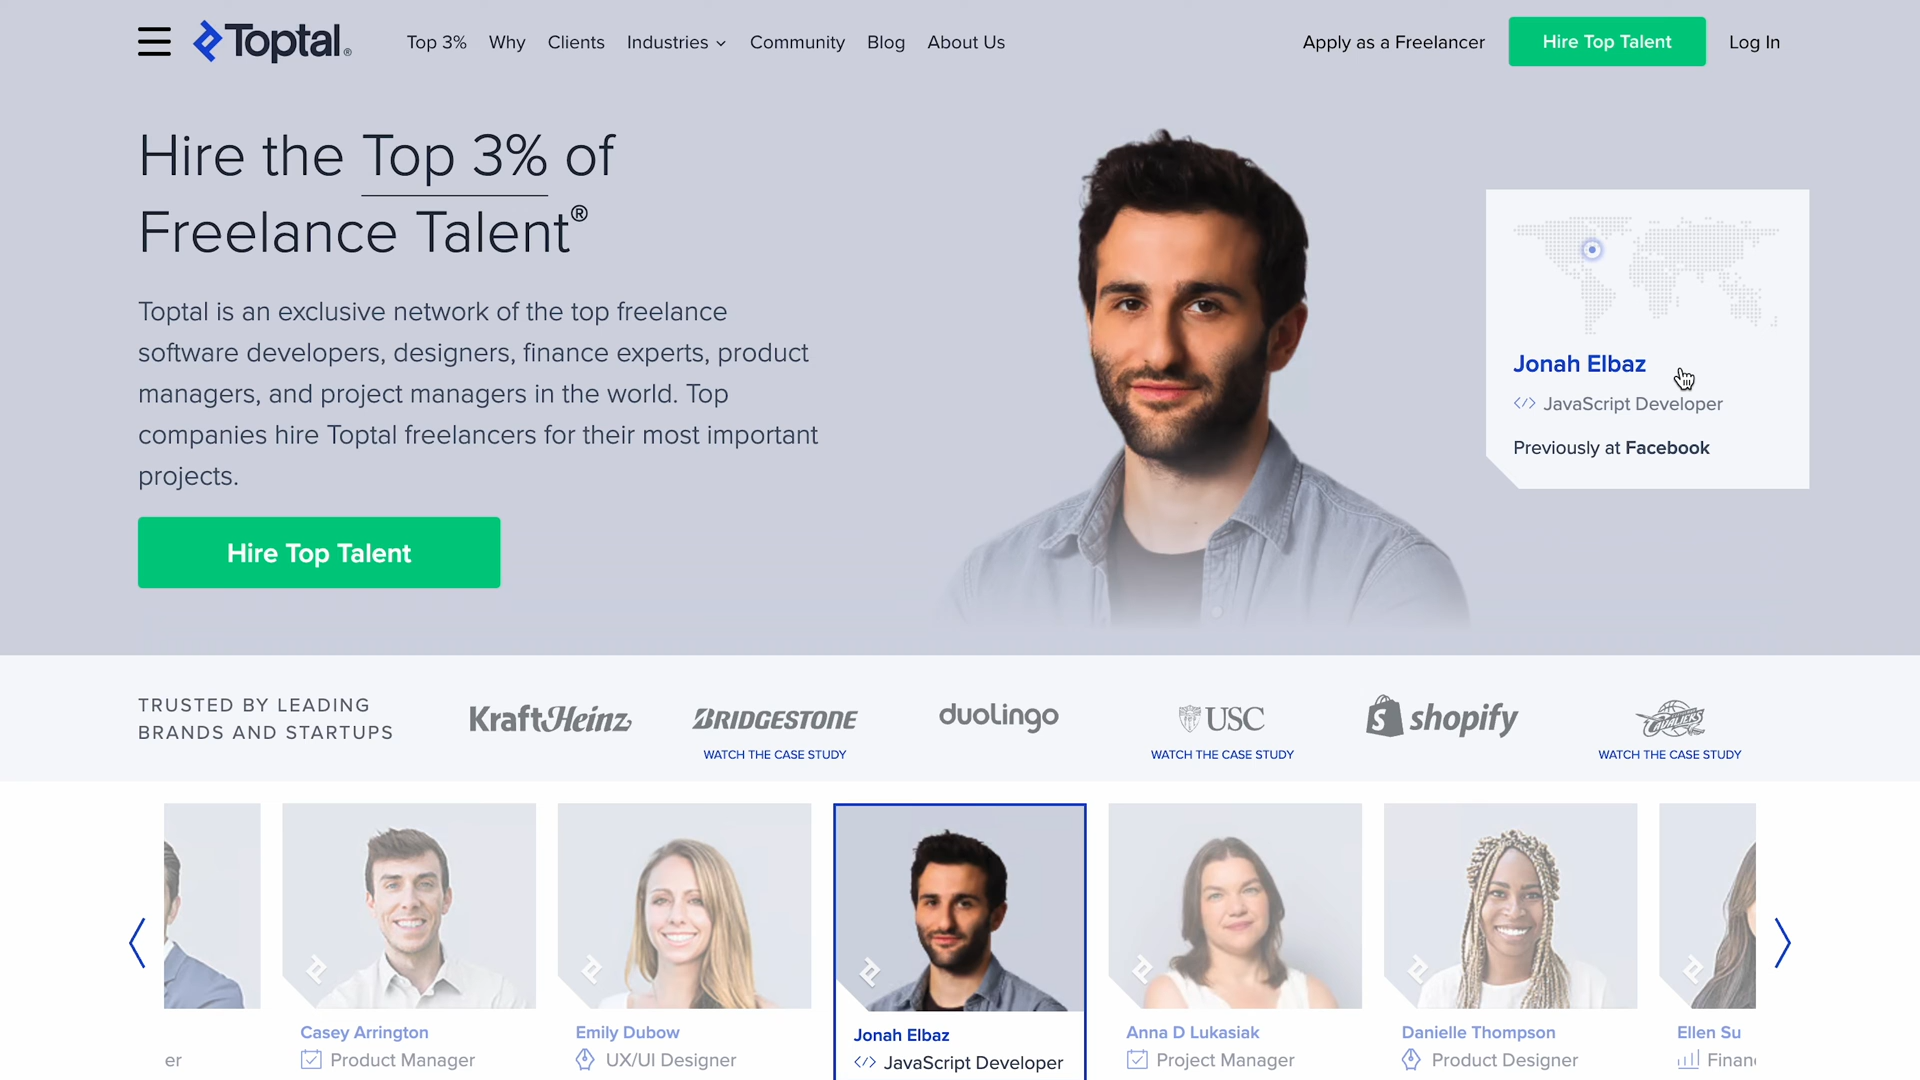 Toptal®
Top 3% Why Clients Industries Community Blog About Us
Apply as a Freelancer Hire Top Talent Log In
Hire the Top 3% of
Freelance Talent®
Toptal is an exclusive network of the top freelance
software developers, designers, finance experts, product
managers, and project managers in the world. Top
companies hire Toptal freelancers for their most important
projects.
Hire Top Talent
Jonah Elbaz
JavaScript Developer
Previously at Facebook
TRUSTED BY LEADING
BRANDS AND STARTUPS
KraftHeinz
BRIDGESTONE
WATCH THE CASE STUDY
duolingo
USC
WATCH THE CASE STUDY
shopify
CAVALIERS
WATCH THE CASE STUDY
er
Casey Arrington
Product Manager
Emily Dubow
UX/UI Designer
Jonah Elbaz
JavaScript Developer
Anna D Lukasiak
Project Manager
Danielle Thompson
Product Designer
Ellen Su
Finan